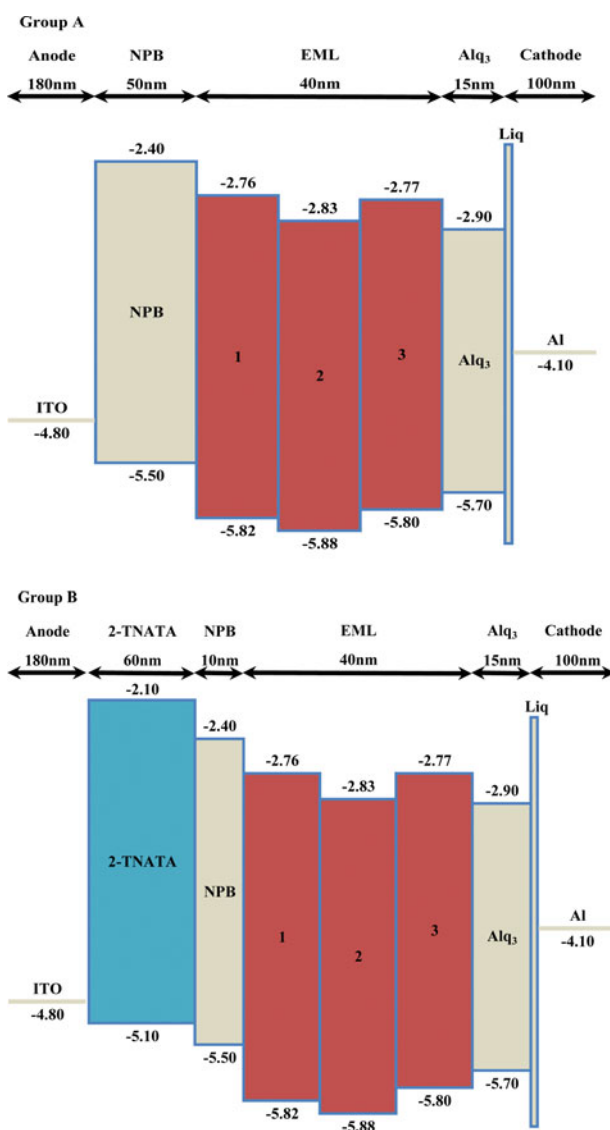 Group A
Anode NPB EML Alq₃ Cathode
180nm 50nm 40nm 15nm 100nm
Liq
-2.40
-2.76 -2.83 -2.77 -2.90
NPB 1 2 3 Alq₃ Al
-4.10
ITO
-4.80
-5.50 -5.82 -5.88 -5.80 -5.70
Group B
Anode 2-TNATA NPB EML Alq₃ Cathode
180nm 60nm 10nm 40nm 15nm 100nm
-2.10 Liq
-2.40
-2.76 -2.83 -2.77 -2.90
2-TNATA NPB 1 2 3 Alq₃ Al
-4.10
ITO
-4.80
-5.10 -5.50 -5.82 -5.88 -5.80 -5.70